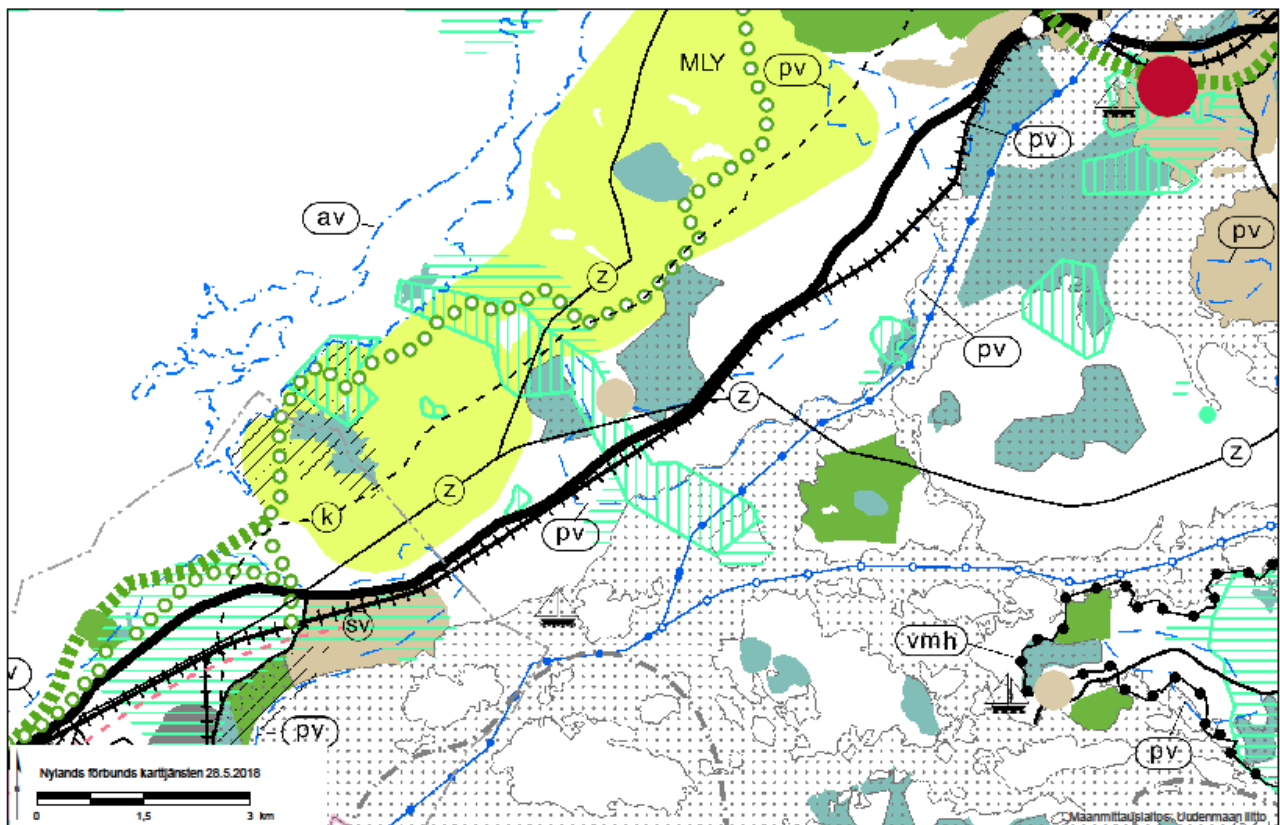 MLY
pv
pv
av
pv
z
pv
z
z
z
k
pv
sv
vmh
v
pv
pv
Nylands förbunds karttjänsten 28.5.2018
0 1,5 3 km
Maanmittauslaitos, Uudenmaan liitto